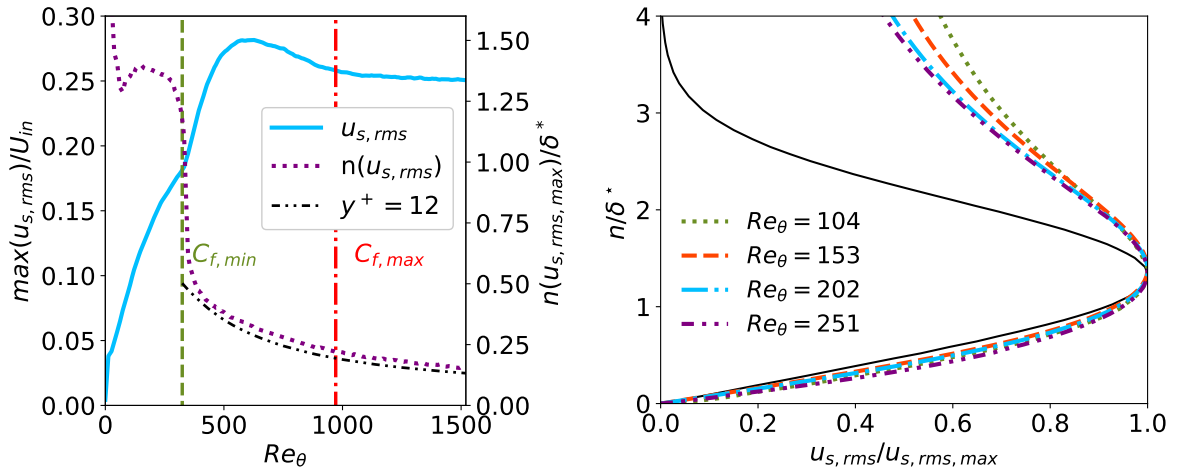 0.30
0.25
0.20
0.15
0.10
0.05
0.00
max(u_{s,rms})/U_{in}
0
500
1000
1500
Re_θ
1.50
1.25
1.00
0.75
0.50
0.25
0.00
n(u_{s,rms,max})/δ*
u_{s,rms}
n(u_{s,rms})
y⁺ = 12
C_{f,min}
C_{f,max}
4
3
2
1
0
n/δ*
0.0
0.2
0.4
0.6
0.8
1.0
u_{s,rms}/u_{s,rms,max}
Re_θ = 104
Re_θ = 153
Re_θ = 202
Re_θ = 251